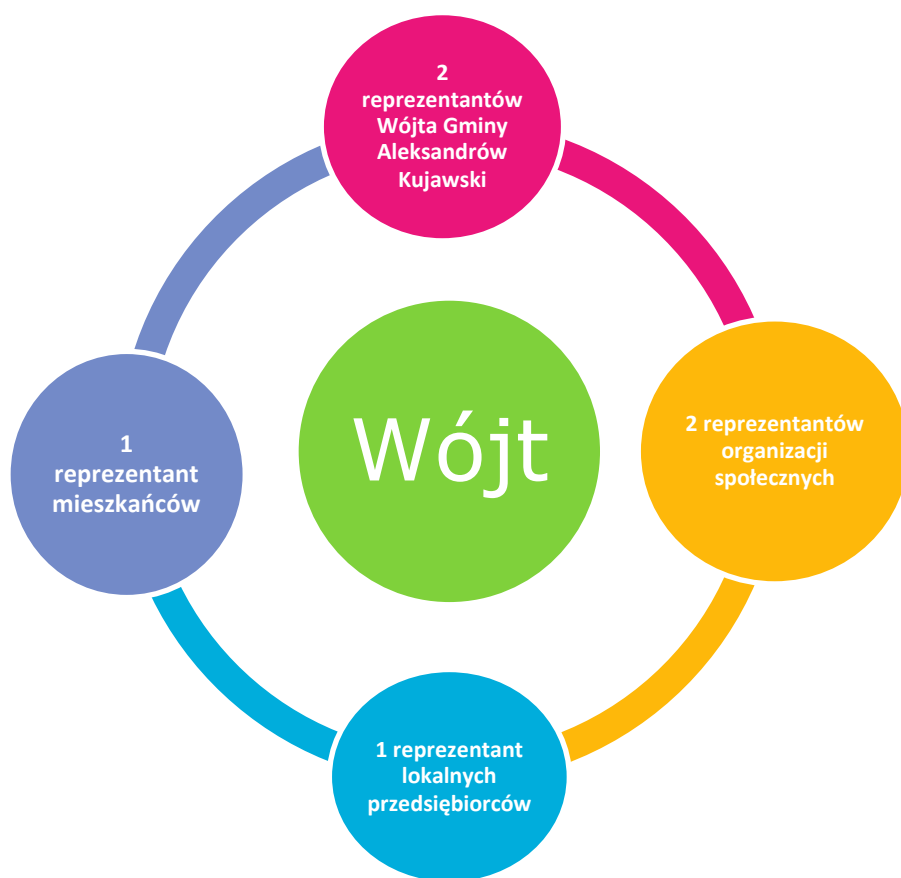 2
reprezentantów
Wójta Gminy
Aleksandrów
Kujawski
2 reprezentantów
organizacji
społecznych
Wójt
1
reprezentant
mieszkańców
1 reprezentant
lokalnych
przedsiębiorców